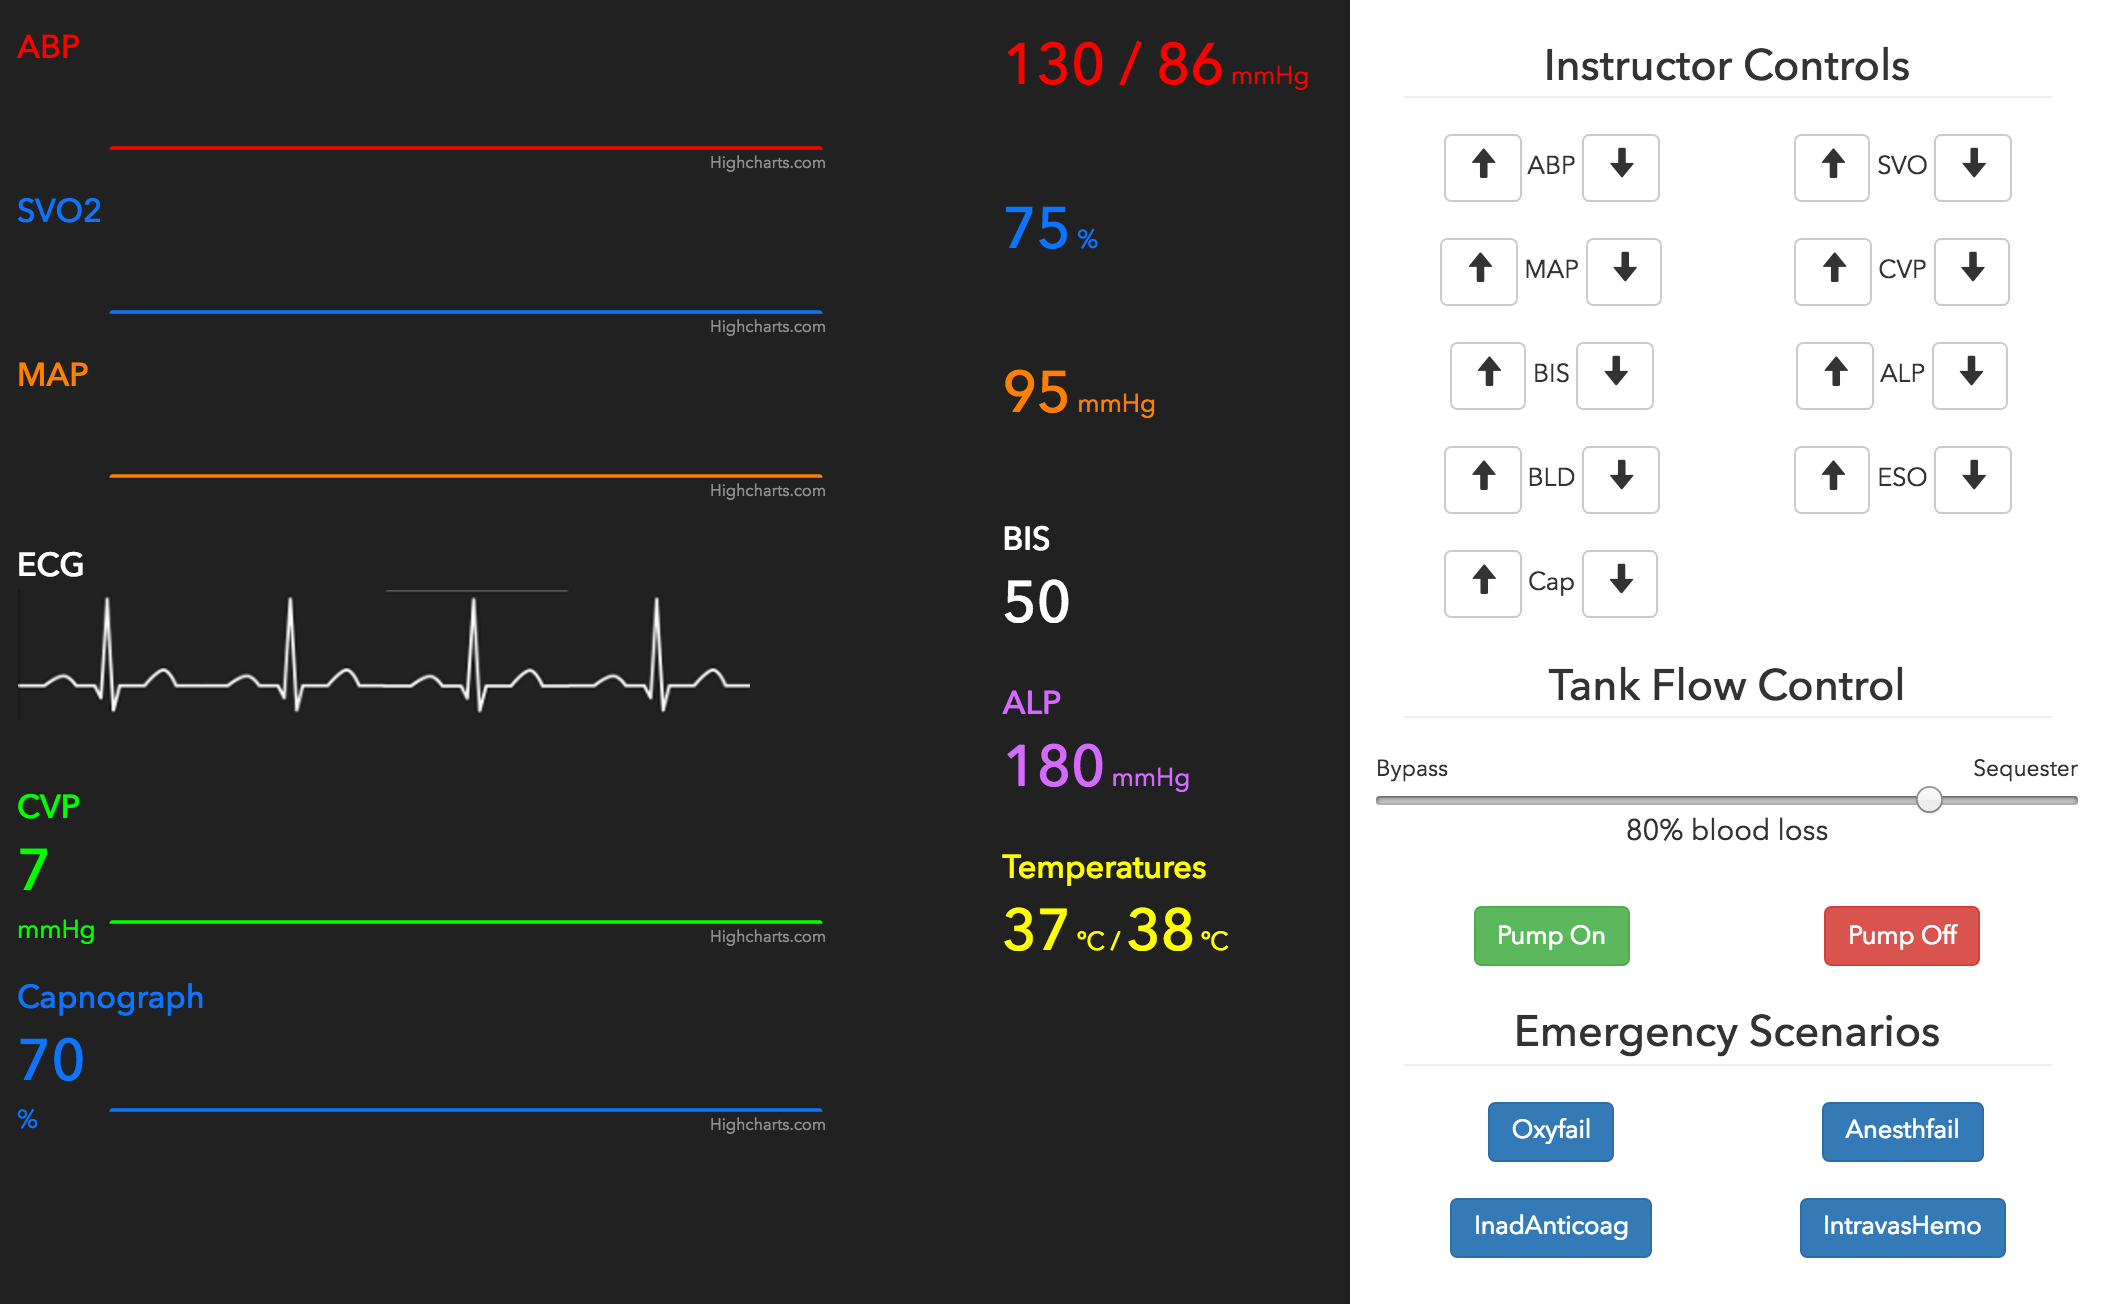 ABP
130 / 86 mmHg
Highcharts.com
SVO2
75 %
Highcharts.com
MAP
95 mmHg
Highcharts.com
ECG
BIS
50
ALP
180 mmHg
CVP
7
mmHg
Highcharts.com
Temperatures
37 °C / 38 °C
Capnograph
70
%
Highcharts.com
Instructor Controls
ABP
SVO
MAP
CVP
BIS
ALP
BLD
ESO
Cap
Tank Flow Control
Bypass
Sequester
80% blood loss
Pump On
Pump Off
Emergency Scenarios
Oxyfail
Anesthfail
InadAnticoag
IntravasHemo